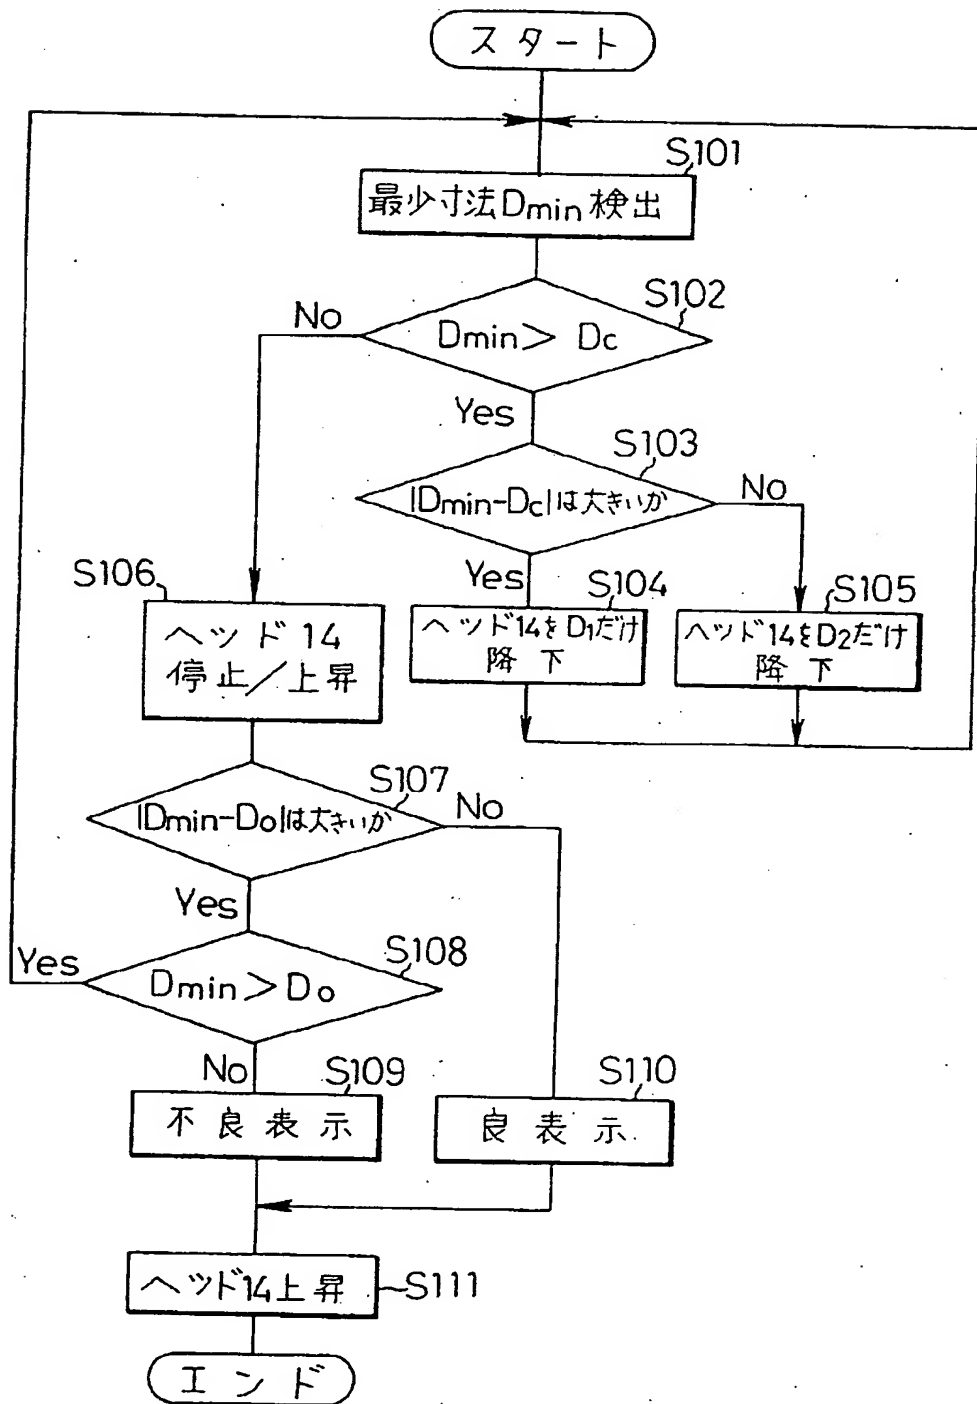 スタート
S101
最少寸法Dmin検出
S102
No
Dmin > Dc
Yes
S103
|Dmin-Dc|は大きいか
No
Yes
S104
ヘッド14をD1だけ
降下
S105
ヘッド14をD2だけ
降下
S106
ヘッド14
停止/上昇
S107
|Dmin-Do|は大きいか
No
Yes
S108
Yes
Dmin > Do
No
S109
不良表示
S110
良表示
ヘッド14上昇
S111
エンド